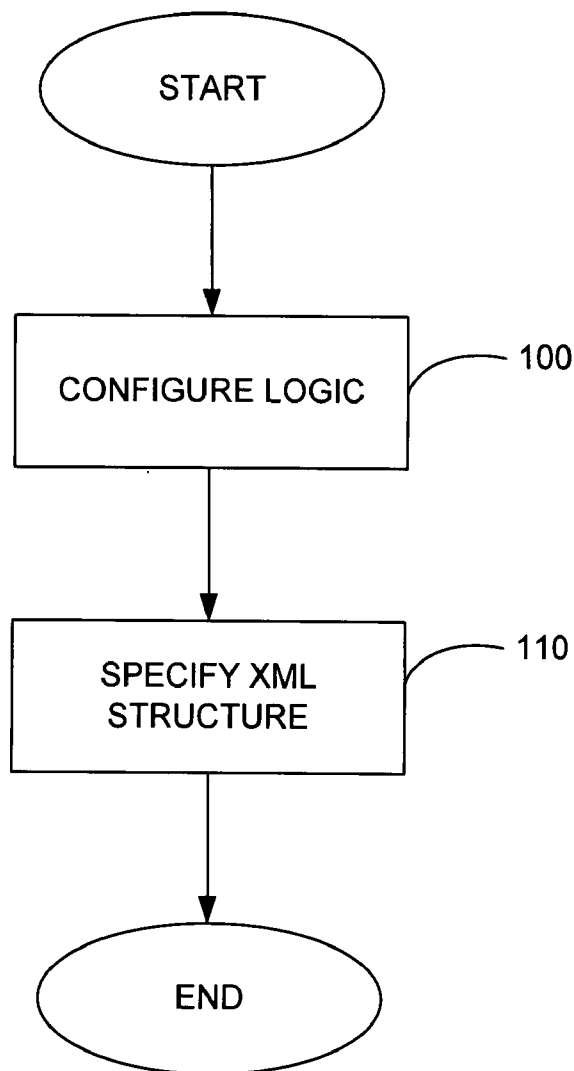 START
CONFIGURE LOGIC
100
SPECIFY XML
STRUCTURE
110
END